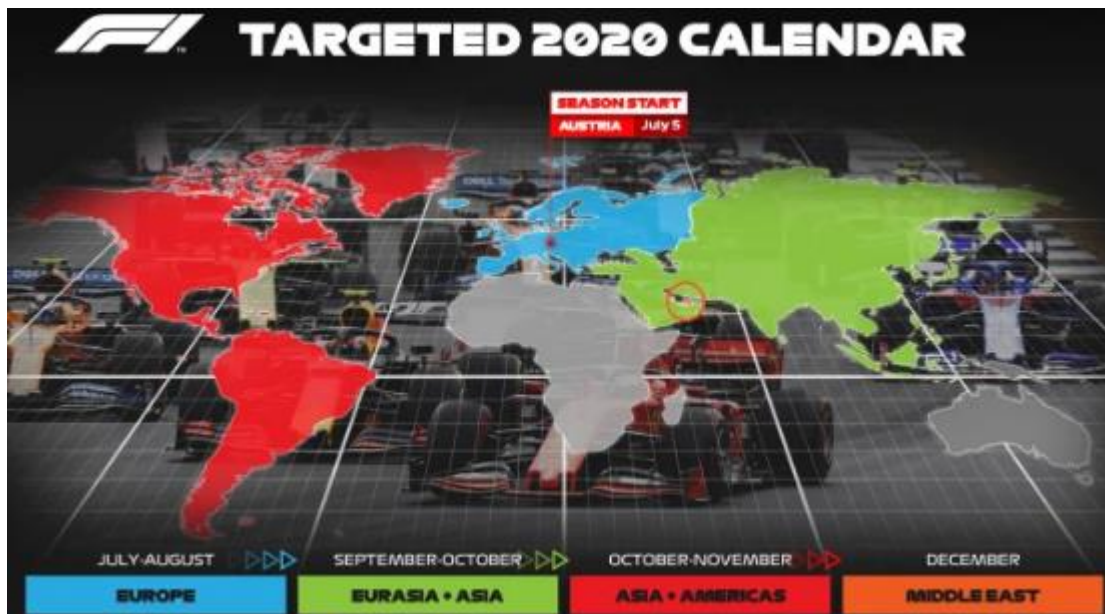 F1 TARGETED 2020 CALENDAR
SEASON START
AUSTRIA July 5
JULY-AUGUST
SEPTEMBER-OCTOBER
OCTOBER-NOVEMBER
DECEMBER
EUROPE
EURASIA • ASIA
ASIA • AMERICAS
MIDDLE EAST